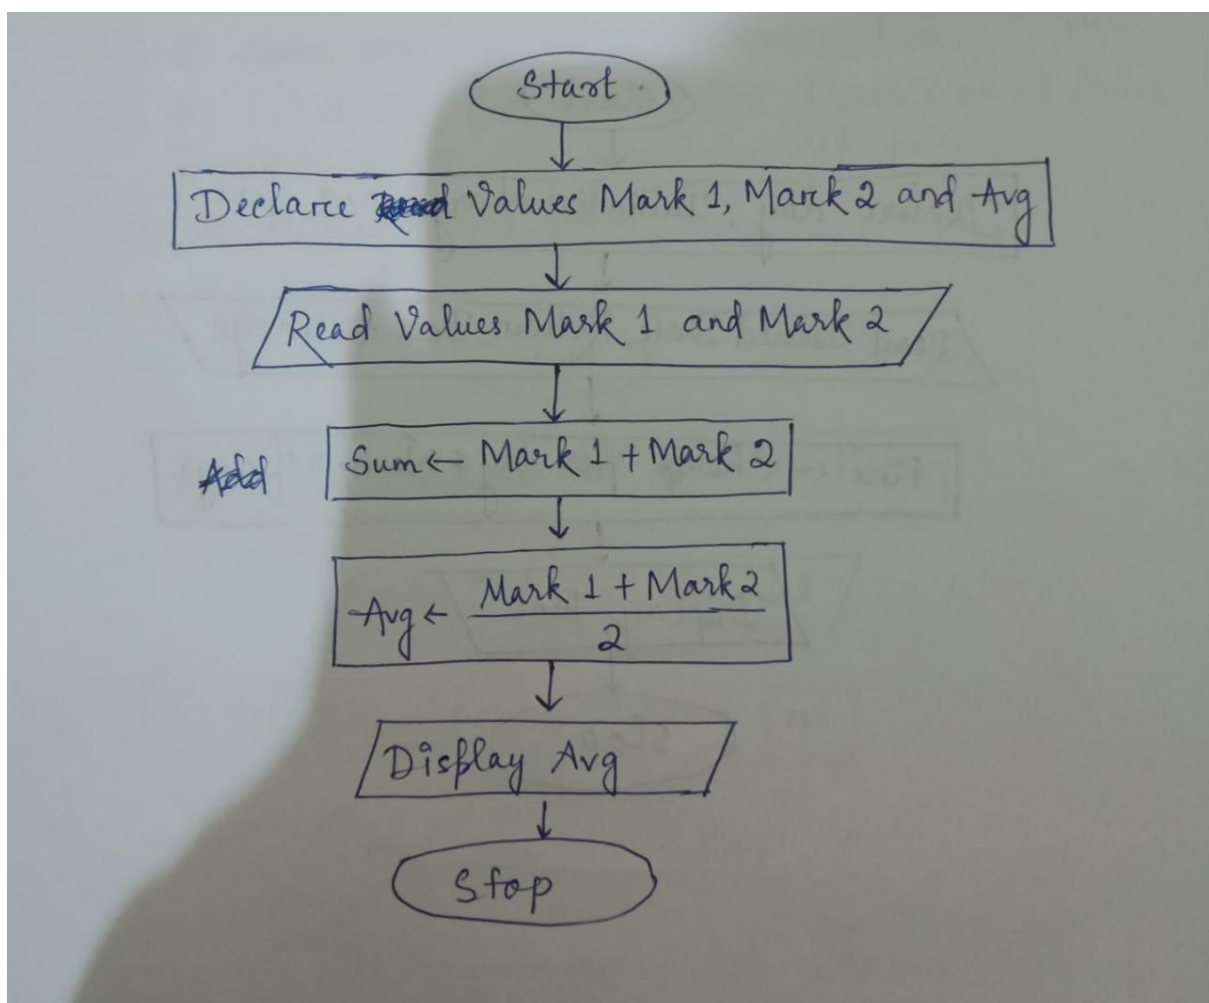 Start
Declare Values Mark 1, Mark 2 and Avg
Read Values Mark 1 and Mark 2
Add
Sum ← Mark 1 + Mark 2
Avg ← Mark 1 + Mark 2
2
Display Avg
Stop